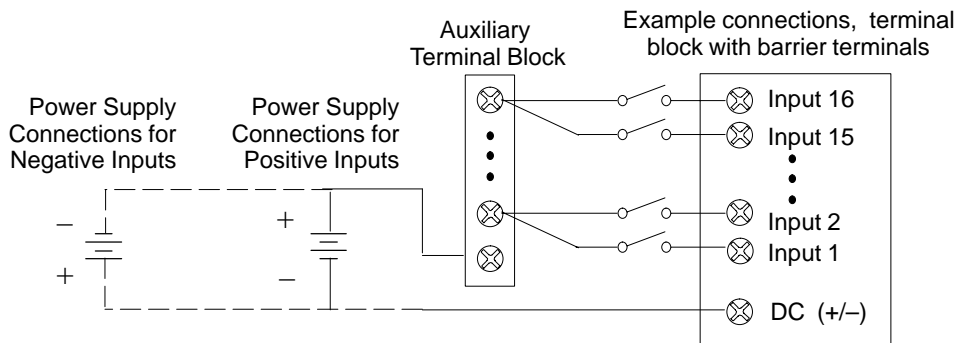 Example connections, terminal
block with barrier terminals
Auxiliary
Terminal Block
Power Supply
Connections for
Negative Inputs
Power Supply
Connections for
Positive Inputs
Input 16
Input 15
Input 2
Input 1
DC (+/–)
–
+
+
–